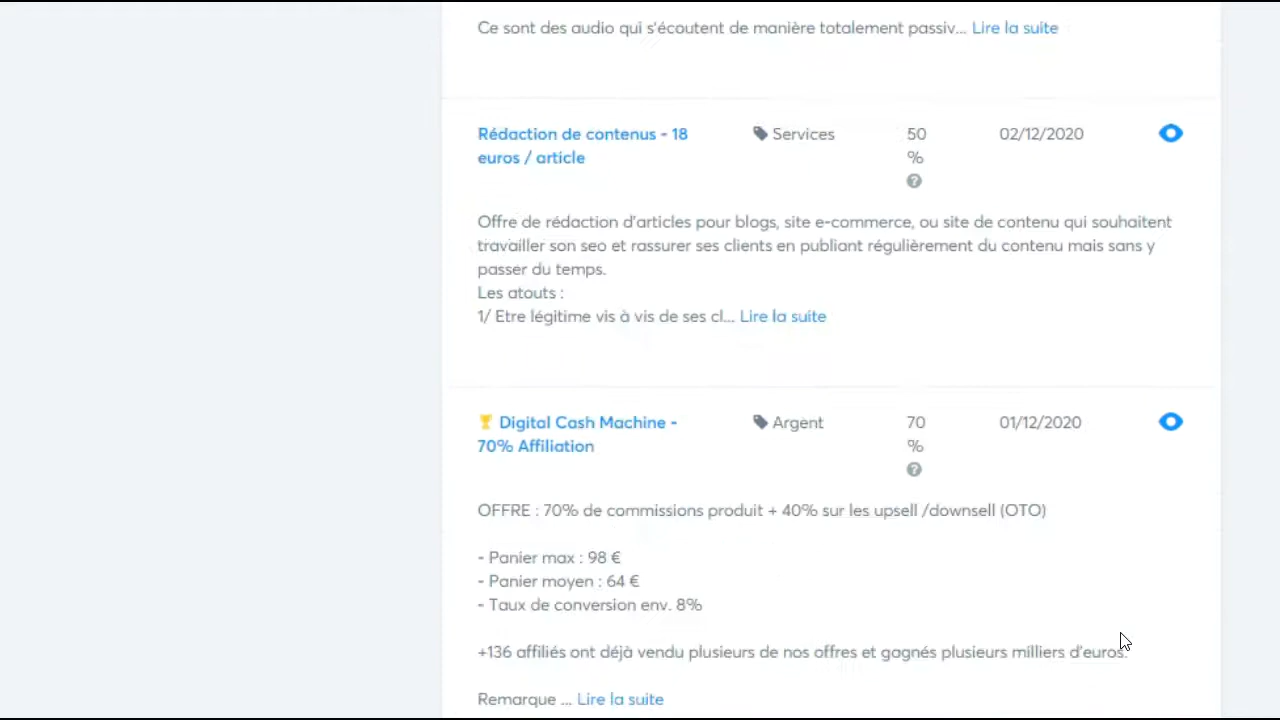 Ce sont des audio qui s'écoutent de manière totalement passiv... Lire la suite
Rédaction de contenus - 18 euros / article
Services
50 %
02/12/2020
Offre de rédaction d'articles pour blogs, site e-commerce, ou site de contenu qui souhaitent
travailler son seo et rassurer ses clients en publiant régulièrement du contenu mais sans y
passer du temps.
Les atouts :
1/ Etre légitime vis à vis de ses cl... Lire la suite
Digital Cash Machine -
70% Affiliation
Argent
70
%
01/12/2020
OFFRE : 70% de commissions produit + 40% sur les upsell /downsell (OTO)
- Panier max : 98 €
- Panier moyen : 64 €
- Taux de conversion env. 8%
+136 affiliés ont déjà vendu plusieurs de nos offres et gagnés plusieurs milliers d'euros.
Remarque ... Lire la suite